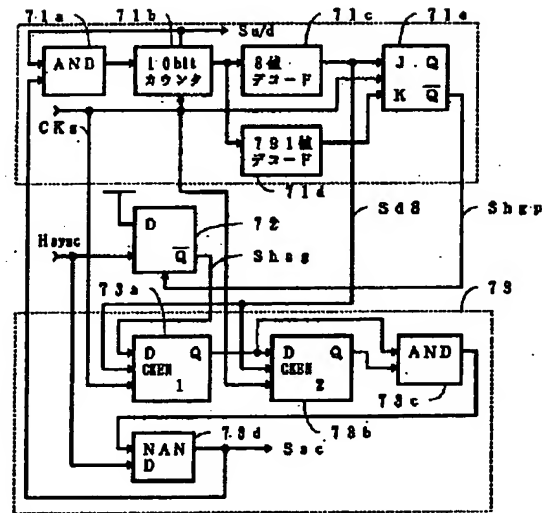 71a 71b Su/d 71c 71e
AND
10bit
カウンタ
8値
デコード
J Q
K Q
CKs
791値
デコード
71d
D
Q
72
Sd8
Shgp
Hsync
Shsg
73a
73
D Q
CKEN
1
D Q
CKEN
2
AND
73c
73b
NAN
D
73d
Ssc